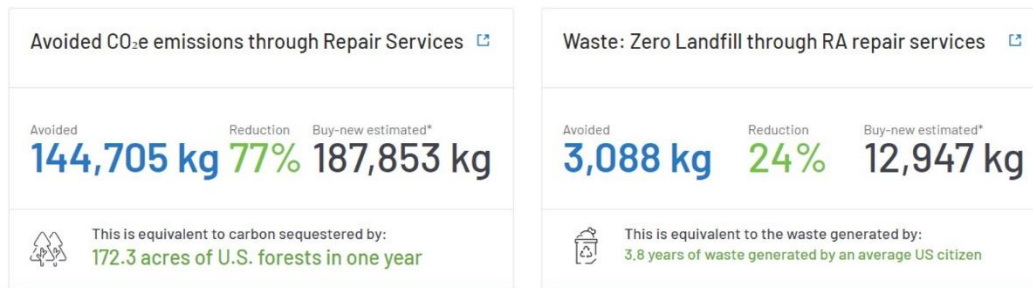 Avoided CO₂e emissions through Repair Services
Avoided Reduction Buy-new estimated*
144,705 kg 77% 187,853 kg
This is equivalent to carbon sequestered by:
172.3 acres of U.S. forests in one year
Waste: Zero Landfill through RA repair services
Avoided Reduction Buy-new estimated*
3,088 kg 24% 12,947 kg
This is equivalent to the waste generated by:
3.8 years of waste generated by an average US citizen